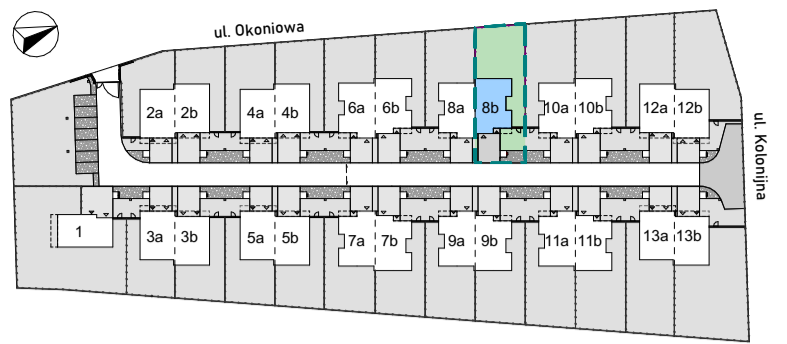 ul. Okoniowa
2a 2b 4a 4b 6a 6b 8a 8b 10a 10b 12a 12b
ul. Kolonijna
1 3a 3b 5a 5b 7a 7b 9a 9b 11a 11b 13a 13b